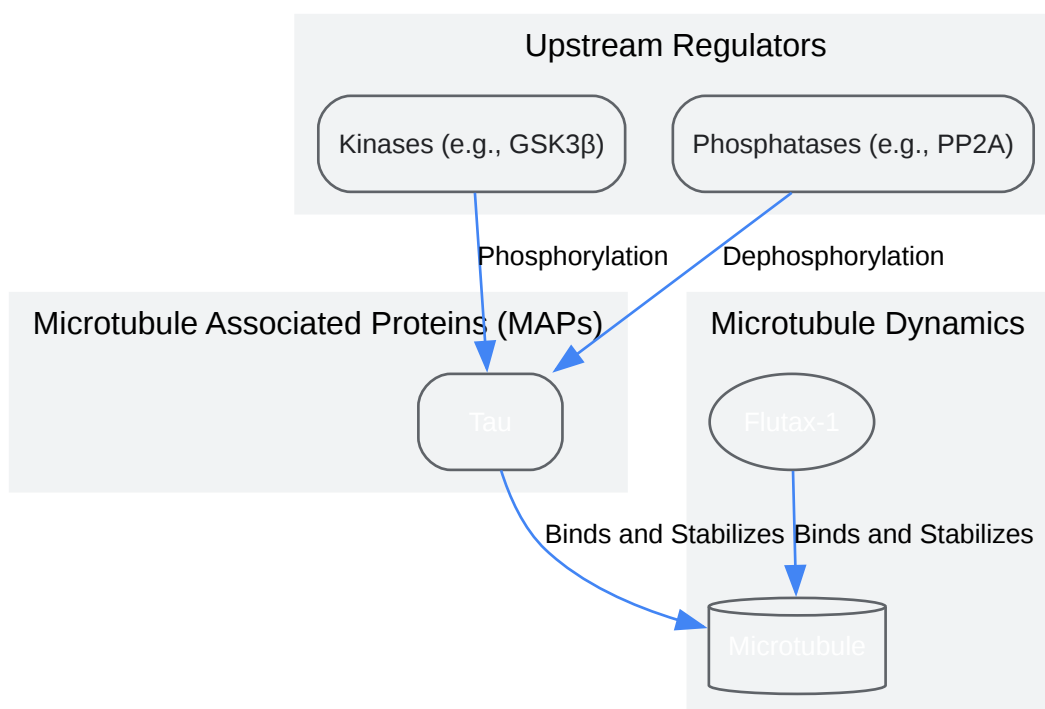 Upstream Regulators
Kinases (e.g., GSK3β)
Phosphatases (e.g., PP2A)
Phosphorylation
Dephosphorylation
Microtubule Associated Proteins (MAPs)
Microtubule Dynamics
Tau
Flutax-1
Binds and Stabilizes
Binds and Stabilizes
Microtubule